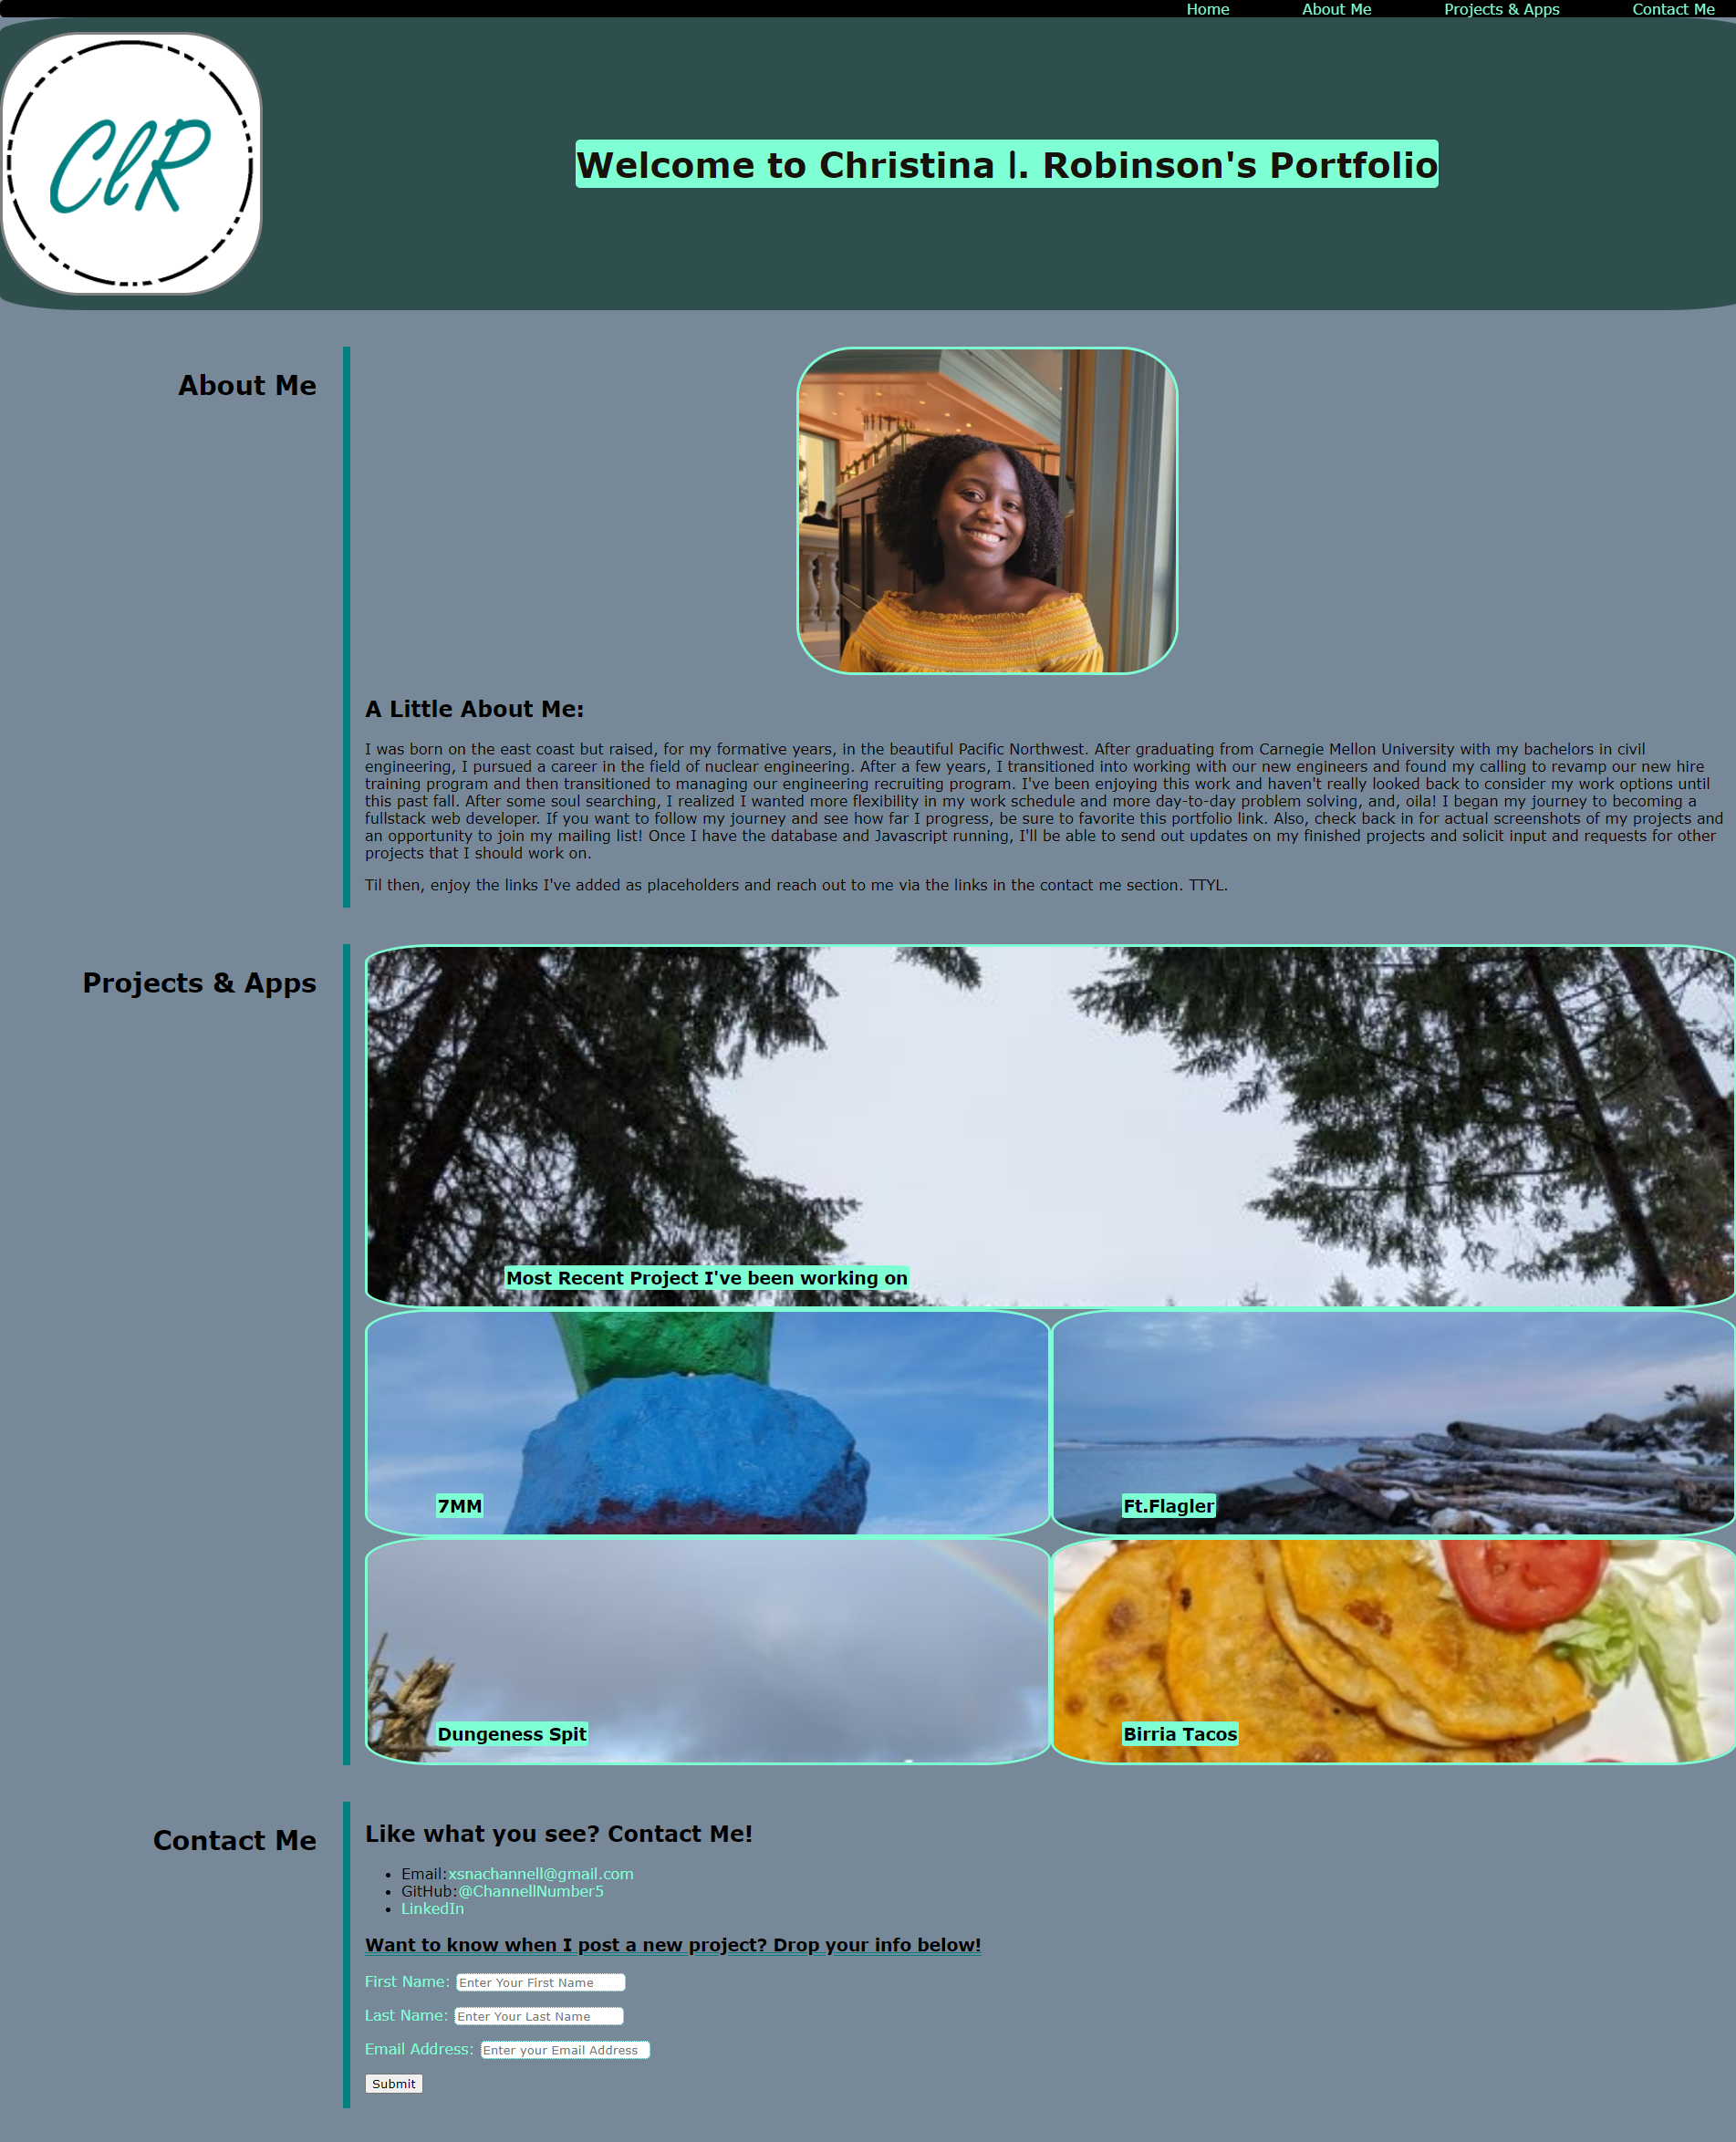 Home About Me Projects & Apps Contact Me
ClR
Welcome to Christina l. Robinson's Portfolio
About Me
A Little About Me:
I was born on the east coast but raised, for my formative years, in the beautiful Pacific Northwest. After graduating from Carnegie Mellon University with my bachelors in civil
engineering, I pursued a career in the field of nuclear engineering. After a few years, I transitioned into working with our new engineers and found my calling to revamp our new hire
training program and then transitioned to managing our engineering recruiting program. I've been enjoying this work and haven't really looked back to consider my work options until
this past fall. After some soul searching, I realized I wanted more flexibility in my work schedule and more day-to-day problem solving, and, oila! I began my journey to becoming a
fullstack web developer. If you want to follow my journey and see how far I progress, be sure to favorite this portfolio link. Also, check back in for actual screenshots of my projects and
an opportunity to join my mailing list! Once I have the database and Javascript running, I'll be able to send out updates on my finished projects and solicit input and requests for other
projects that I should work on.
Til then, enjoy the links I've added as placeholders and reach out to me via the links in the contact me section. TTYL.
Projects & Apps
Most Recent Project I've been working on
7MM
Ft.Flagler
Dungeness Spit
Birria Tacos
Contact Me
Like what you see? Contact Me!
Email:xsnachannell@gmail.com
GitHub:@ChannellNumber5
LinkedIn
Want to know when I post a new project? Drop your info below!
First Name: Enter Your First Name
Last Name: Enter Your Last Name
Email Address: Enter your Email Address
Submit